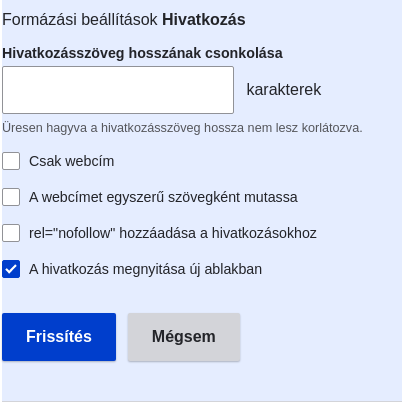 Formázási beállítások Hivatkozás
Hivatkozásszöveg hosszának csonkolása
karakterek
Üresen hagyva a hivatkozásszöveg hossza nem lesz korlátozva.
Csak webcím
A webcímet egyszerű szövegként mutassa
rel="nofollow" hozzáadása a hivatkozásokhoz
A hivatkozás megnyitása új ablakban
Frissítés Mégsem